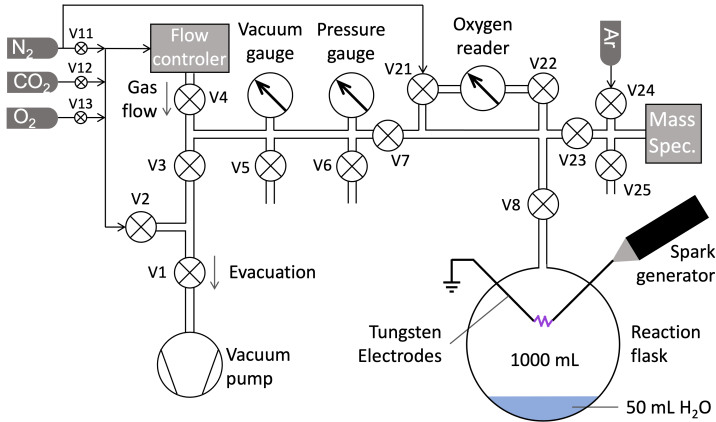 N2
V11
CO2
V12
O2
V13
Flow
controler
Gas
flow
V4
Vacuum
gauge
Pressure
gauge
Oxygen
reader
V21
V22
Ar
V24
Mass
Spec.
V3
V5
V6
V7
V23
V25
V2
V8
V1
Evacuation
Spark
generator
Tungsten
Electrodes
Reaction
flask
1000 mL
Vacuum
pump
50 mL H2O